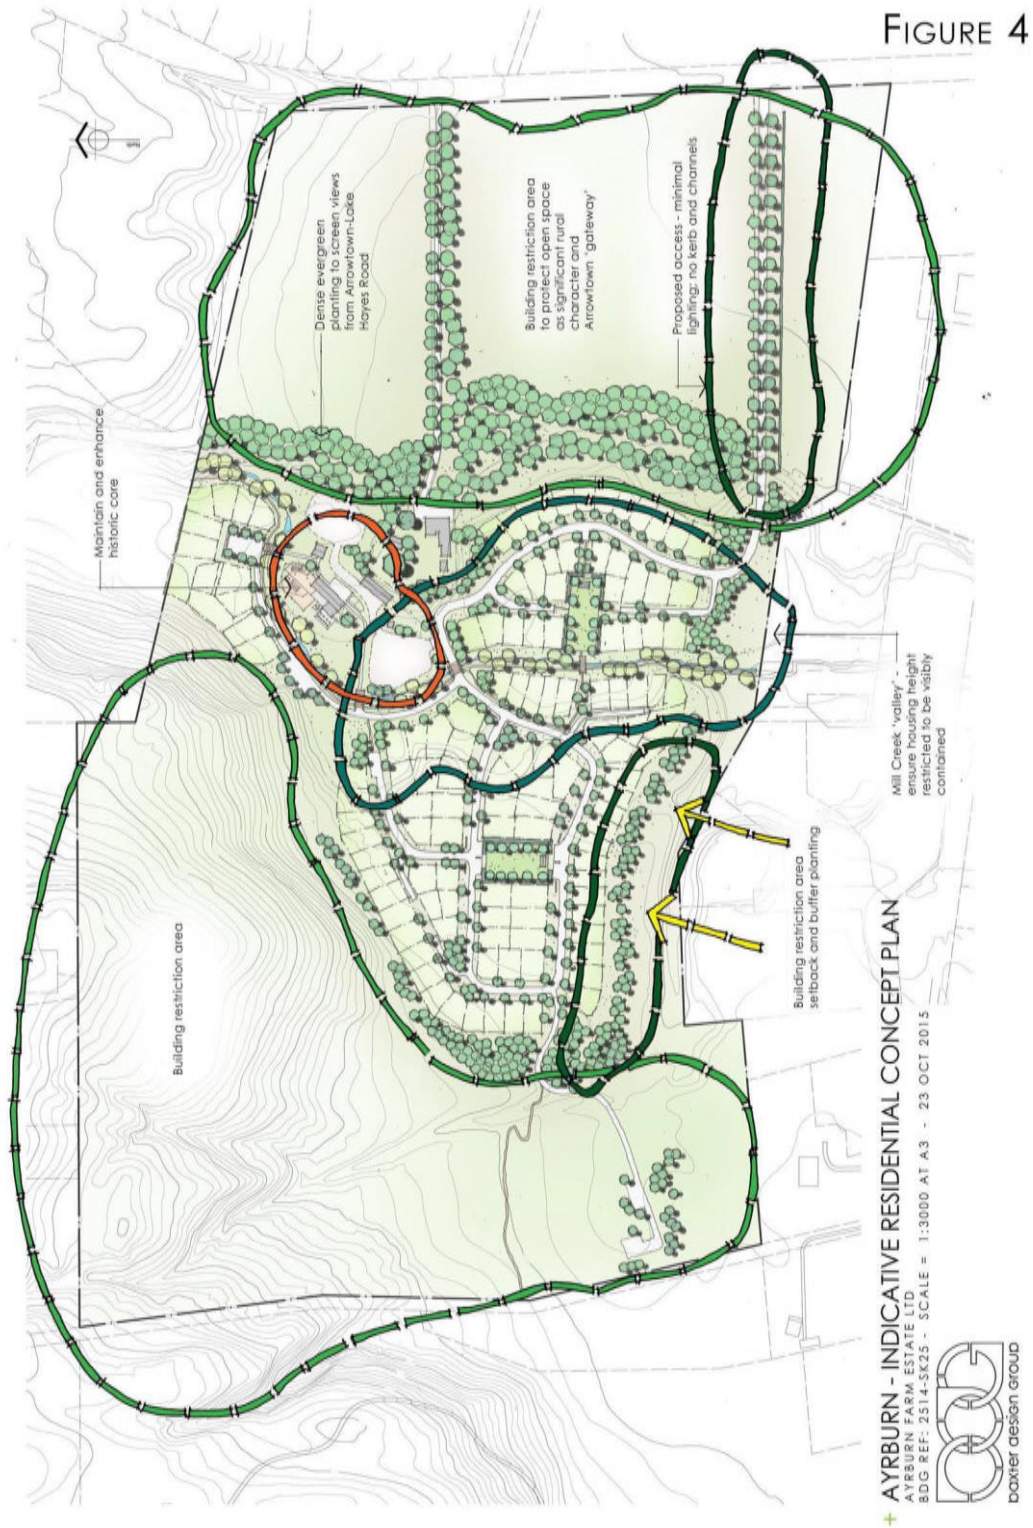 FIGURE 4
Maintain and enhance
historic core
Dense evergreen
planting to screen views
from Arrowtown-Lake
Hayes Road
Building restriction area
to protect open space
as significant rural
character and
Arrowtown 'gateway'
Proposed access - minimal
lighting; no kerb and channels
Building restriction area
Mill Creek 'valley' -
ensure housing height
restricted to be visibly
contained
Building restriction area
setback and buffer planting
+ AYRBURN - INDICATIVE RESIDENTIAL CONCEPT PLAN
AYRBURN FARM ESTATE LTD
BDG REF: 2514-SK25 - SCALE = 1:3000 AT A3 - 23 OCT 2015
baxter design group